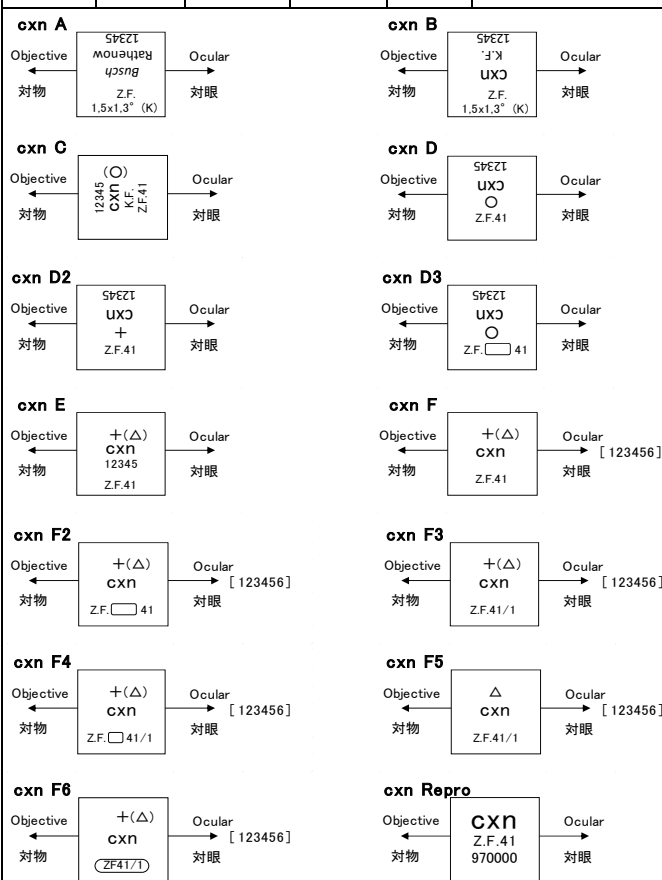 cxn A
12345
Rathenow
Busch
Z.F.
1,5x1,3° (K)
Objective
対物
Ocular
対眼
cxn B
12345
K.F.
cxn
Z.F.
1,5x1,3° (K)
Objective
対物
Ocular
対眼
cxn C
(○)
12345
cxn
K.F.
Z.F.41
Objective
対物
Ocular
対眼
cxn D
12345
cxn
○
Z.F.41
Objective
対物
Ocular
対眼
cxn D2
12345
cxn
+
Z.F.41
Objective
対物
Ocular
対眼
cxn D3
12345
cxn
○
Z.F. 41
Objective
対物
Ocular
対眼
cxn E
+(△)
cxn
12345
Z.F.41
Objective
対物
Ocular
対眼
cxn F
+(△)
cxn
Z.F.41
Objective
対物
Ocular
[123456]
対眼
cxn F2
+(△)
cxn
Z.F. 41
Objective
対物
Ocular
[123456]
対眼
cxn F3
+(△)
cxn
Z.F.41/1
Objective
対物
Ocular
[123456]
対眼
cxn F4
+(△)
cxn
Z.F. 41/1
Objective
対物
Ocular
[123456]
対眼
cxn F5
△
cxn
Z.F.41/1
Objective
対物
Ocular
[123456]
対眼
cxn F6
+(△)
cxn
ZF41/1
Objective
対物
Ocular
[123456]
対眼
cxn Repro
cxn
Z.F.41
970000
Objective
対物
Ocular
対眼